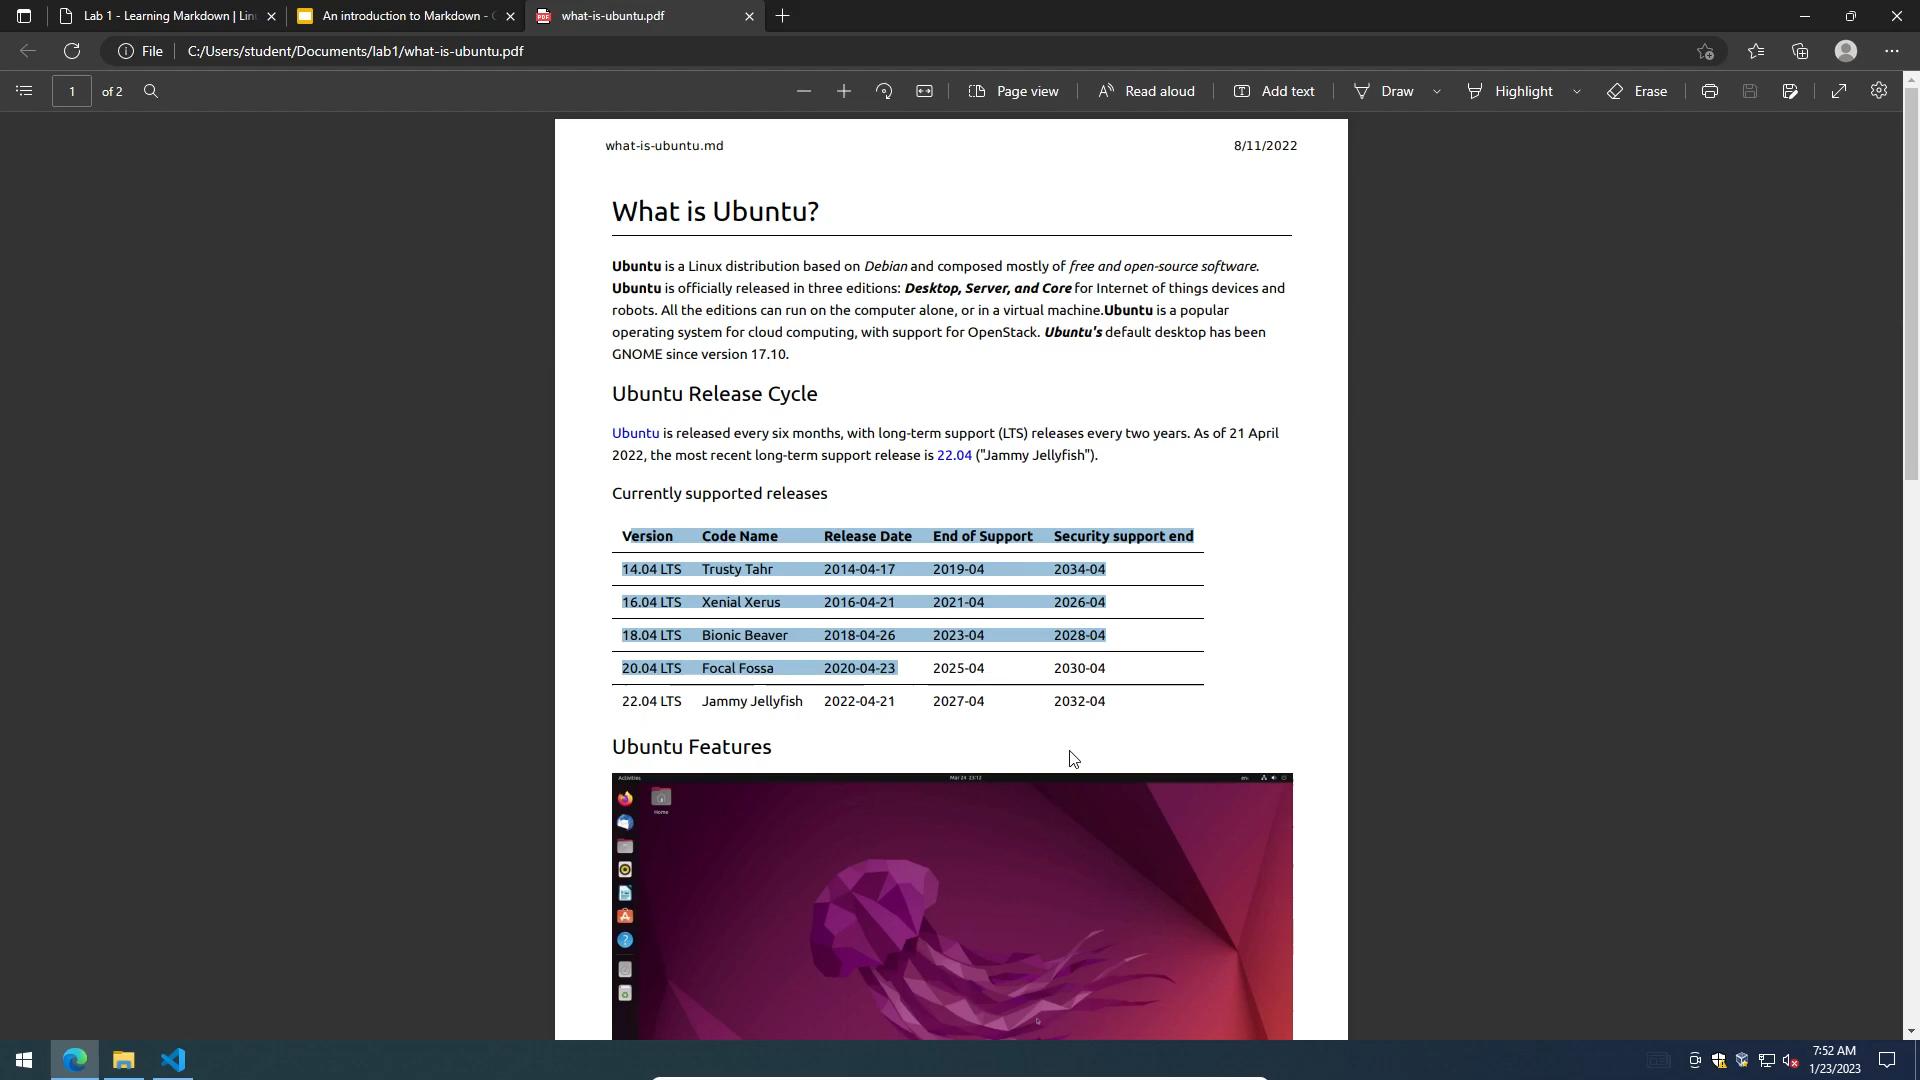 Lab 1 - Learning Markdown | Lin
An introduction to Markdown -
what-is-ubuntu.pdf
File
C:/Users/student/Documents/lab1/what-is-ubuntu.pdf
1 of 2
Page view
Read aloud
Add text
Draw
Highlight
Erase
what-is-ubuntu.md 8/11/2022
What is Ubuntu?
Ubuntu is a Linux distribution based on Debian and composed mostly of free and open-source software.
Ubuntu is officially released in three editions: Desktop, Server, and Core for Internet of things devices and
robots. All the editions can run on the computer alone, or in a virtual machine.Ubuntu is a popular
operating system for cloud computing, with support for OpenStack. Ubuntu's default desktop has been
GNOME since version 17.10.
Ubuntu Release Cycle
Ubuntu is released every six months, with long-term support (LTS) releases every two years. As of 21 April
2022, the most recent long-term support release is 22.04 ("Jammy Jellyfish").
Currently supported releases
Version Code Name Release Date End of Support Security support end
14.04 LTS Trusty Tahr 2014-04-17 2019-04 2034-04
16.04 LTS Xenial Xerus 2016-04-21 2021-04 2026-04
18.04 LTS Bionic Beaver 2018-04-26 2023-04 2028-04
20.04 LTS Focal Fossa 2020-04-23 2025-04 2030-04
22.04 LTS Jammy Jellyfish 2022-04-21 2027-04 2032-04
Ubuntu Features
Activities Mar 24 23:12
Home
7:52 AM
1/23/2023